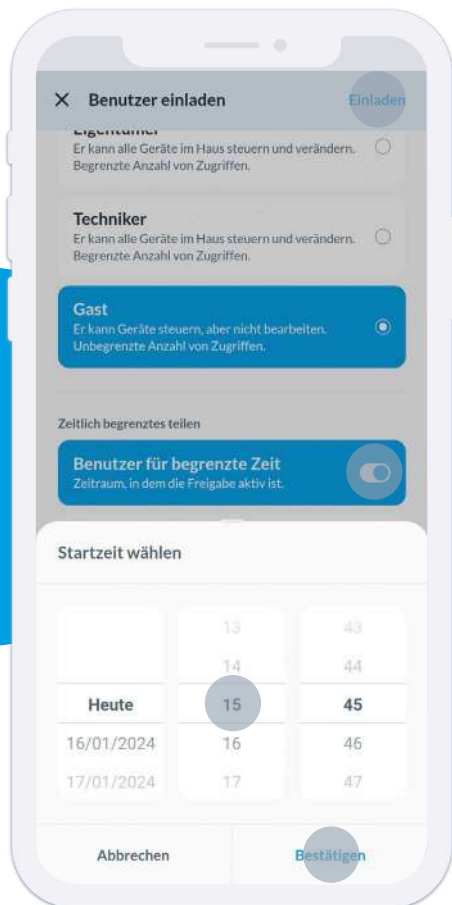 Benutzer einladen
Einladen
Eigentümer
Er kann alle Geräte im Haus steuern und verändern.
Begrenzte Anzahl von Zugriffen.
Techniker
Er kann alle Geräte im Haus steuern und verändern.
Begrenzte Anzahl von Zugriffen.
Gast
Er kann Geräte steuern, aber nicht bearbeiten.
Unbegrenzte Anzahl von Zugriffen.
Zeitlich begrenztes teilen
Benutzer für begrenzte Zeit
Zeitraum, in dem die Freigabe aktiv ist.
Startzeit wählen
13 43
14 44
Heute 15 45
16/01/2024 16 46
17/01/2024 17 47
Abbrechen Bestätigen